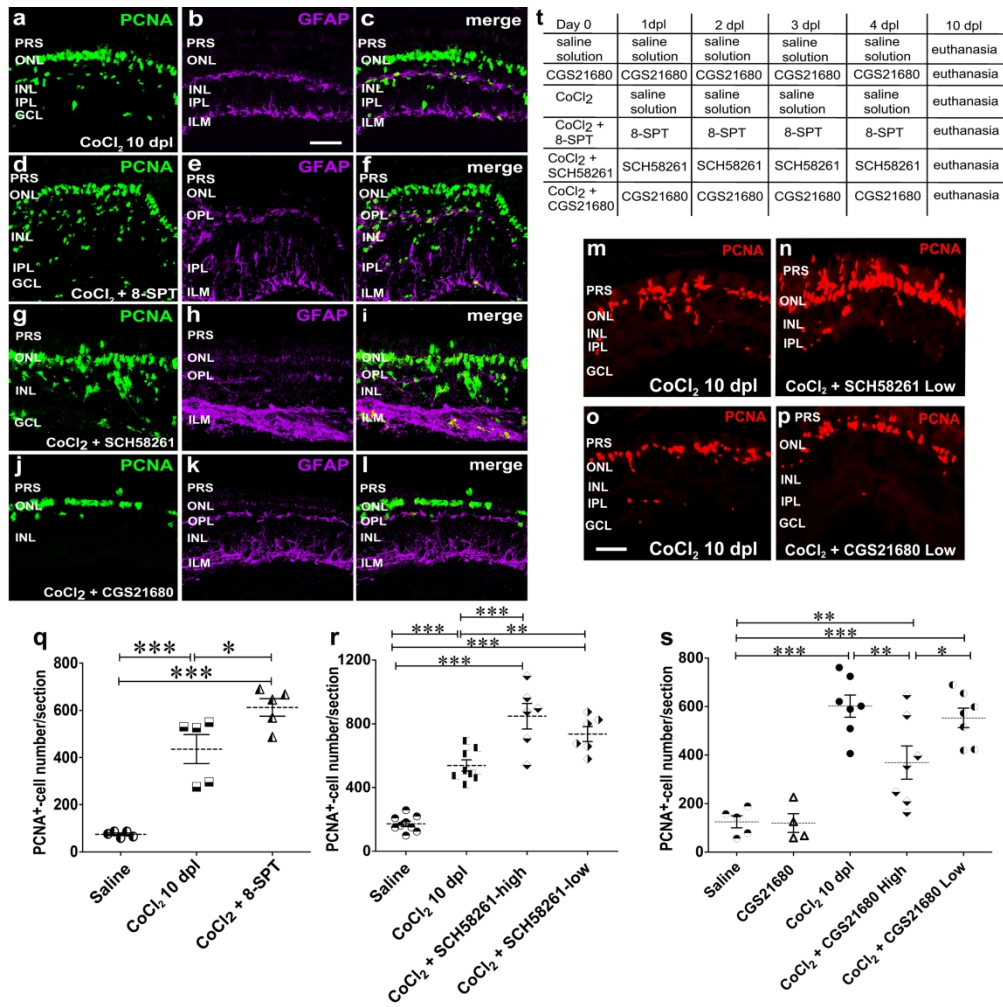 a PCNA
PRS
ONL
INL
IPL
GCL
CoCl2 10 dpl
b GFAP
PRS
ONL
INL
IPL
ILM
c merge
PRS
ONL
INL
IPL
ILM
d PCNA
PRS
ONL
INL
IPL
GCL
CoCl2 + 8-SPT
e GFAP
PRS
ONL
OPL
INL
IPL
ILM
f merge
PRS
ONL
OPL
INL
IPL
ILM
g PCNA
PRS
ONL
INL
GCL
CoCl2 + SCH58261
h GFAP
PRS
ONL
OPL
INL
ILM
i merge
PRS
ONL
OPL
INL
ILM
j PCNA
PRS
ONL
INL
CoCl2 + CGS21680
k GFAP
PRS
ONL
OPL
INL
ILM
l merge
PRS
ONL
OPL
INL
ILM
t
Day 0 1dpl 2 dpl 3 dpl 4 dpl 10 dpl
saline solution saline solution saline solution saline solution saline solution euthanasia
CGS21680 CGS21680 CGS21680 CGS21680 CGS21680 euthanasia
CoCl2 saline solution saline solution saline solution saline solution euthanasia
CoCl2 + 8-SPT 8-SPT 8-SPT 8-SPT 8-SPT euthanasia
CoCl2 + SCH58261 SCH58261 SCH58261 SCH58261 SCH58261 euthanasia
CoCl2 + CGS21680 CGS21680 CGS21680 CGS21680 CGS21680 euthanasia
m PCNA
PRS
ONL
INL
IPL
GCL
CoCl2 10 dpl
n PCNA
PRS
ONL
INL
IPL
GCL
CoCl2 + SCH58261 Low
o PCNA
PRS
ONL
INL
IPL
GCL
CoCl2 10 dpl
p PCNA
PRS
ONL
INL
IPL
GCL
CoCl2 + CGS21680 Low
q
*** *
***
PCNA+-cell number/section
800
600
400
200
0
Saline
CoCl2 10 dpl
CoCl2 + 8-SPT
r
***
*** **
***
***
PCNA+-cell number/section
1200
800
400
0
Saline
CoCl2 10 dpl
CoCl2 + SCH58261-high
CoCl2 + SCH58261-low
s
**
***
*** ** *
PCNA+-cell number/section
800
600
400
200
0
Saline
CGS21680
CoCl2 10 dpl
CoCl2 + CGS21680 High
CoCl2 + CGS21680 Low